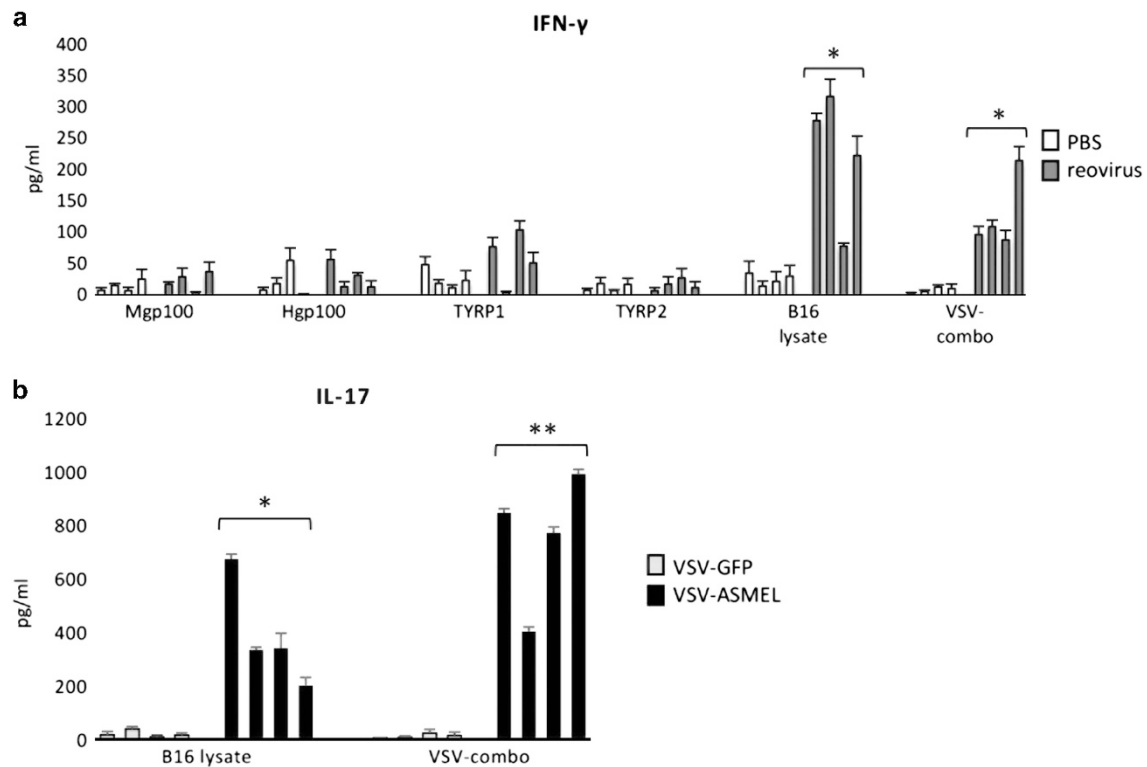 a
IFN-γ
400
350
300
250
200
150
100
50
0
pg/ml
*
*
PBS
reovirus
Mgp100 Hgp100 TYRP1 TYRP2 B16 lysate VSV-combo
b
IL-17
1200
1000
800
600
400
200
0
pg/ml
*
**
VSV-GFP
VSV-ASMEL
B16 lysate VSV-combo